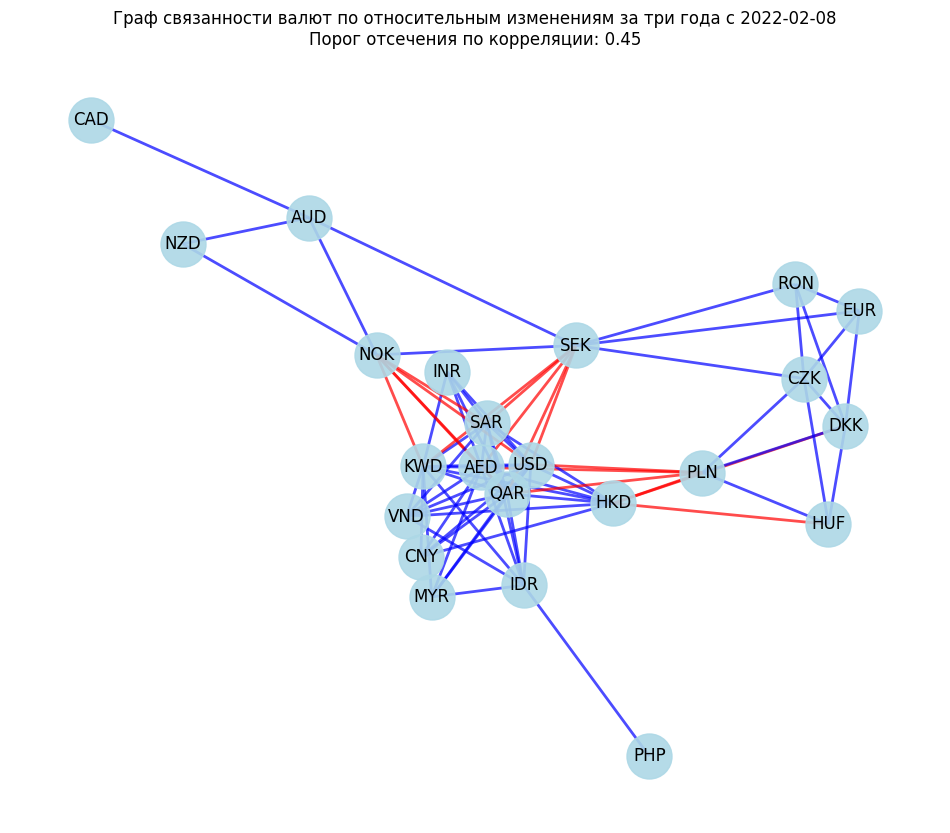 Граф связанности валют по относительным изменениям за три года с 2022-02-08
Порог отсечения по корреляции: 0.45
CAD
AUD
NZD
RON
EUR
SEK
NOK
INR
CZK
SAR
DKK
KWD
AED
USD
PLN
QAR
HKD
VND
HUF
CNY
IDR
MYR
PHP